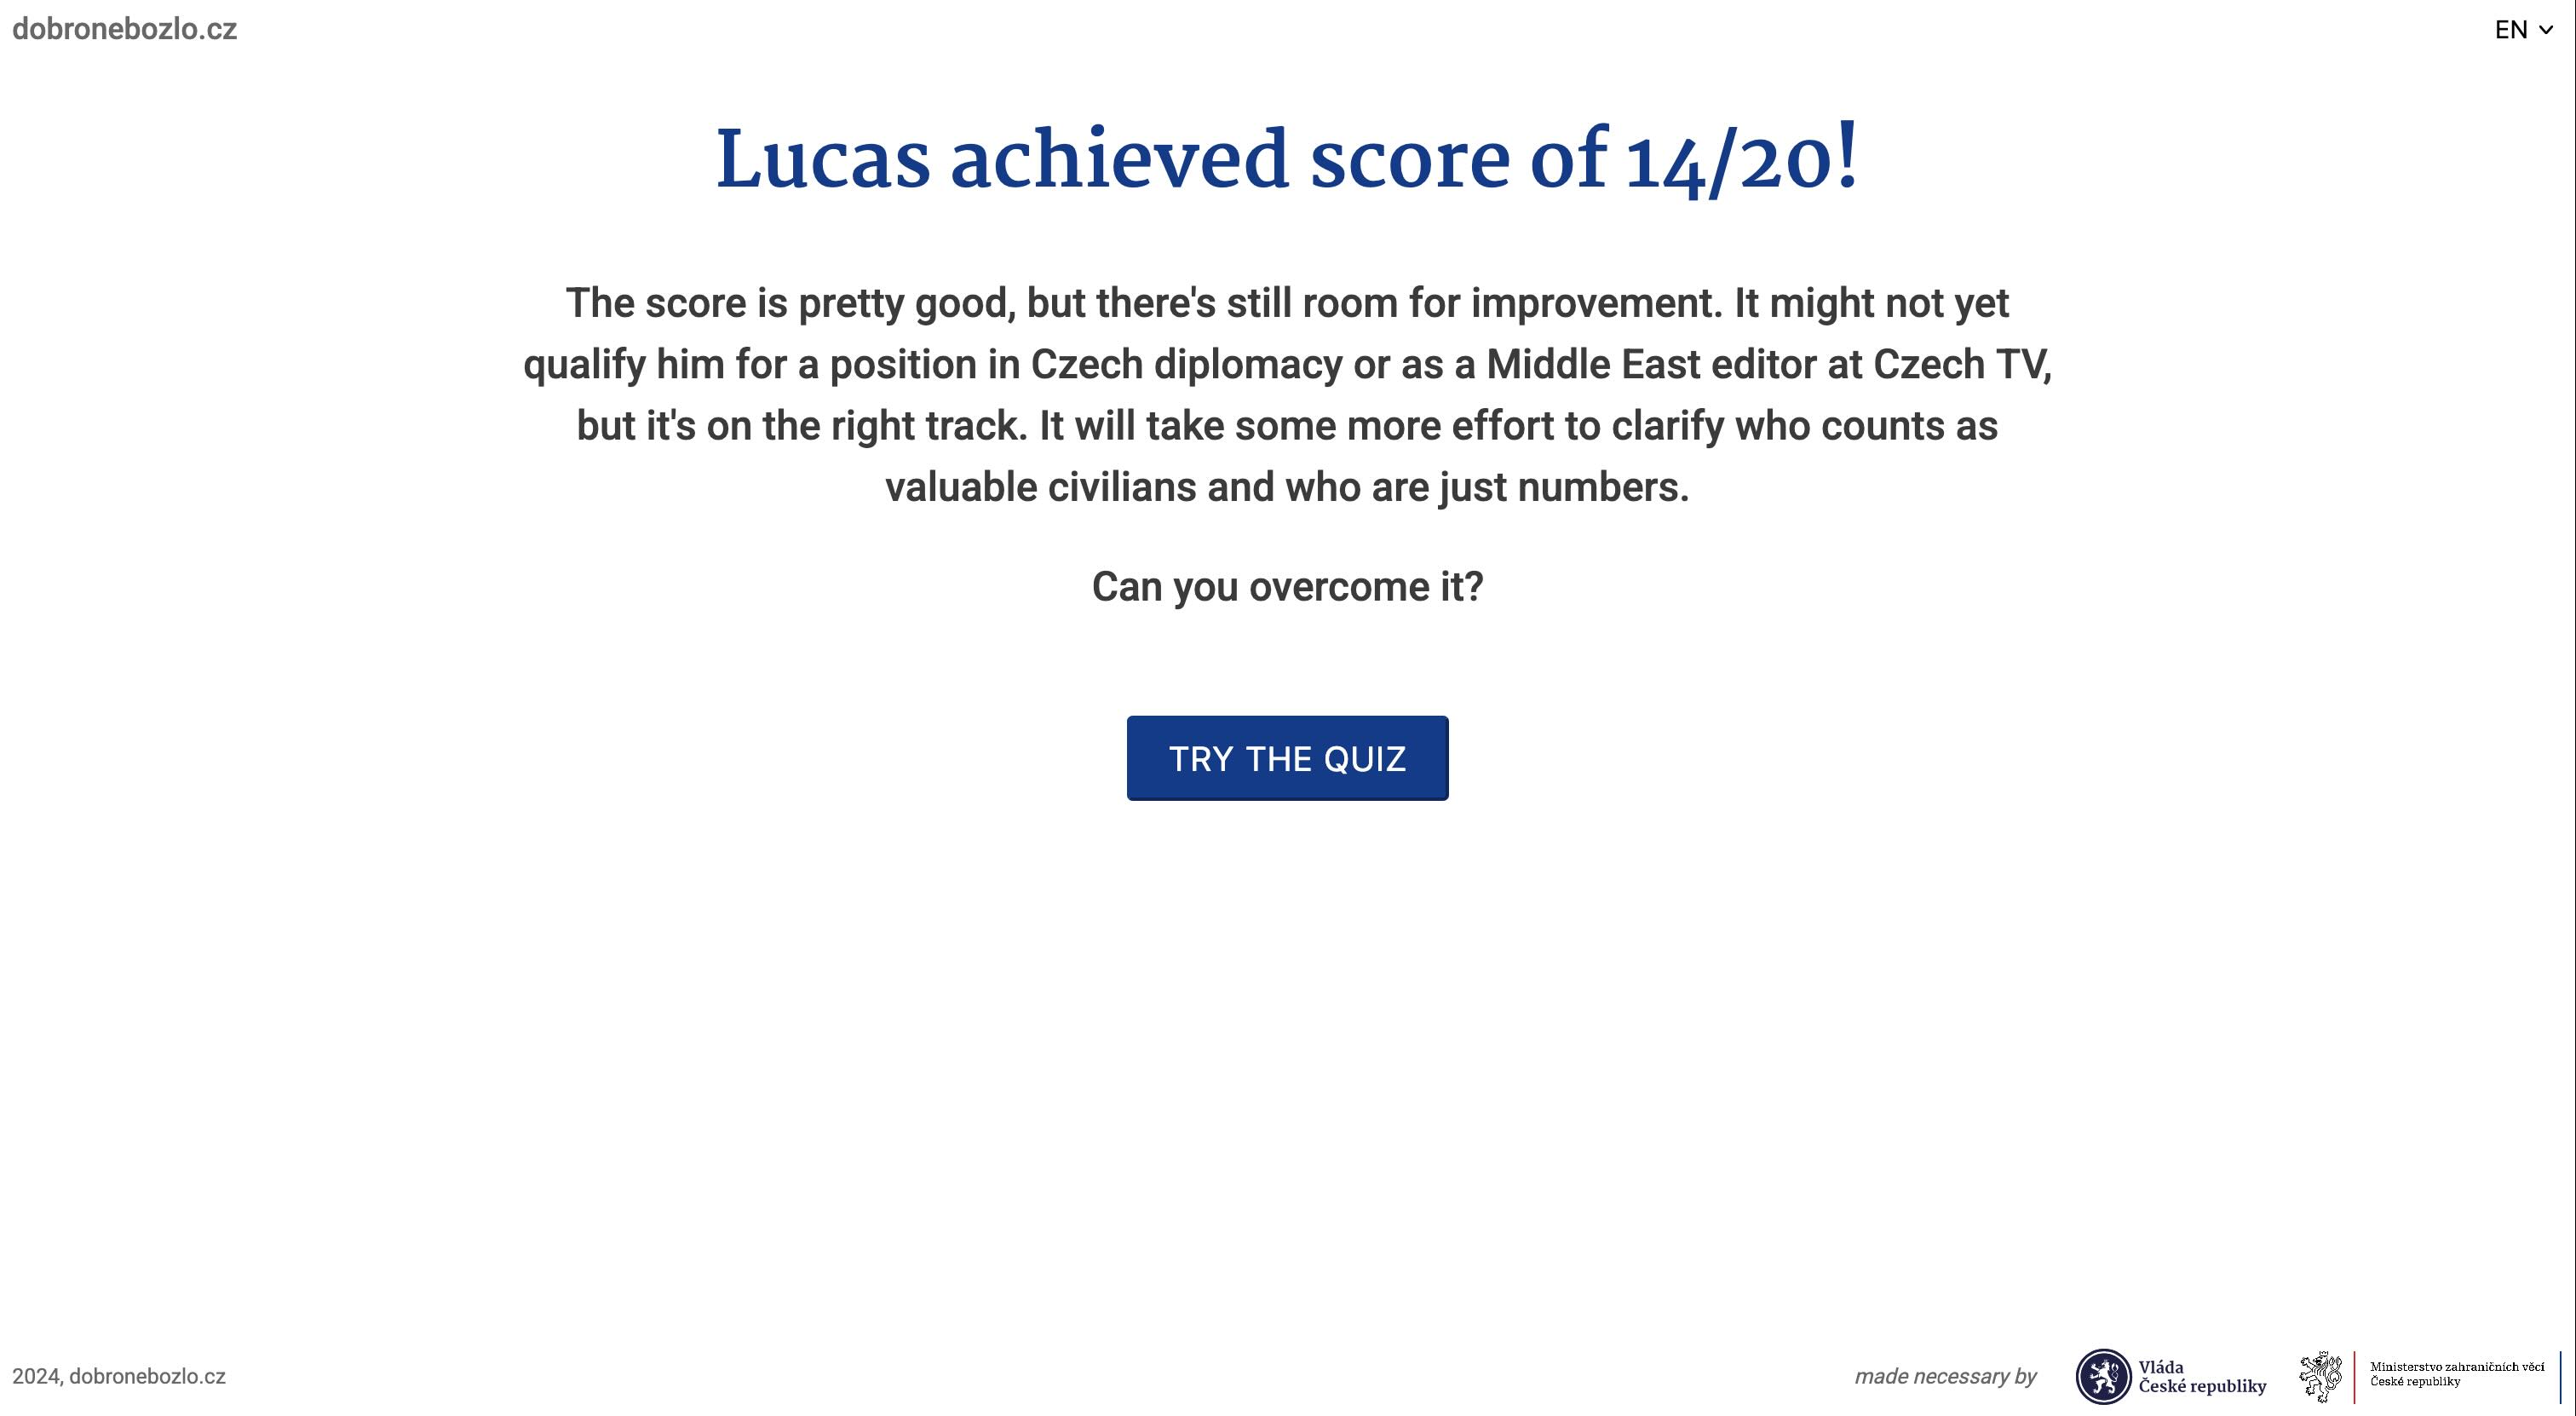 dobronebozlo.cz
EN
Lucas achieved score of 14/20!
The score is pretty good, but there's still room for improvement. It might not yet
qualify him for a position in Czech diplomacy or as a Middle East editor at Czech TV,
but it's on the right track. It will take some more effort to clarify who counts as
valuable civilians and who are just numbers.
Can you overcome it?
TRY THE QUIZ
2024, dobronebozlo.cz
made necessary by
Vláda
České republiky
Ministerstvo zahraničních věcí
České republiky